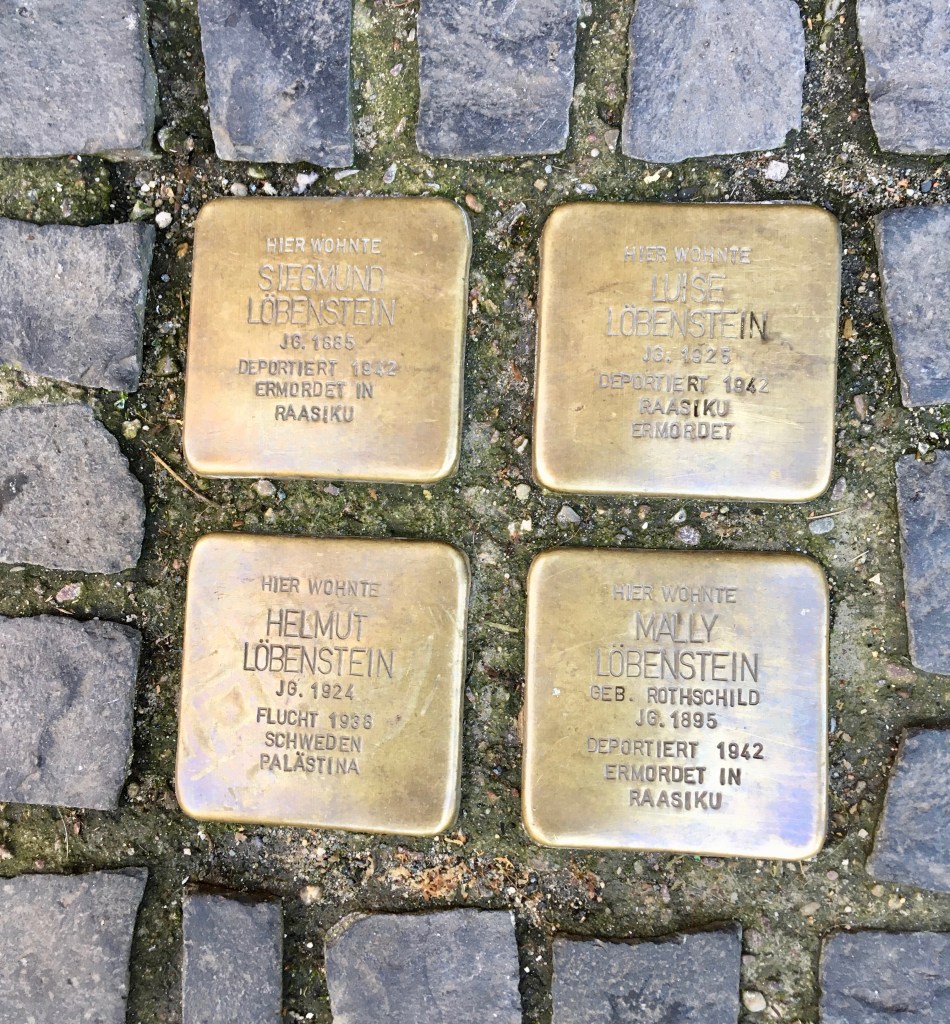 HIER WOHNTE
SIEGMUND
LÖBENSTEIN
JG. 1885
DEPORTIERT 1942
ERMORDET IN
RAASIKU
HIER WOHNTE
LUISE
LÖBENSTEIN
JG. 1925
DEPORTIERT 1942
RAASIKU
ERMORDET
HIER WOHNTE
HELMUT
LÖBENSTEIN
JG. 1924
FLUCHT 1936
SCHWEDEN
PALÄSTINA
HIER WOHNTE
MALLY
LÖBENSTEIN
GEB. ROTHSCHILD
JG. 1895
DEPORTIERT 1942
ERMORDET IN
RAASIKU